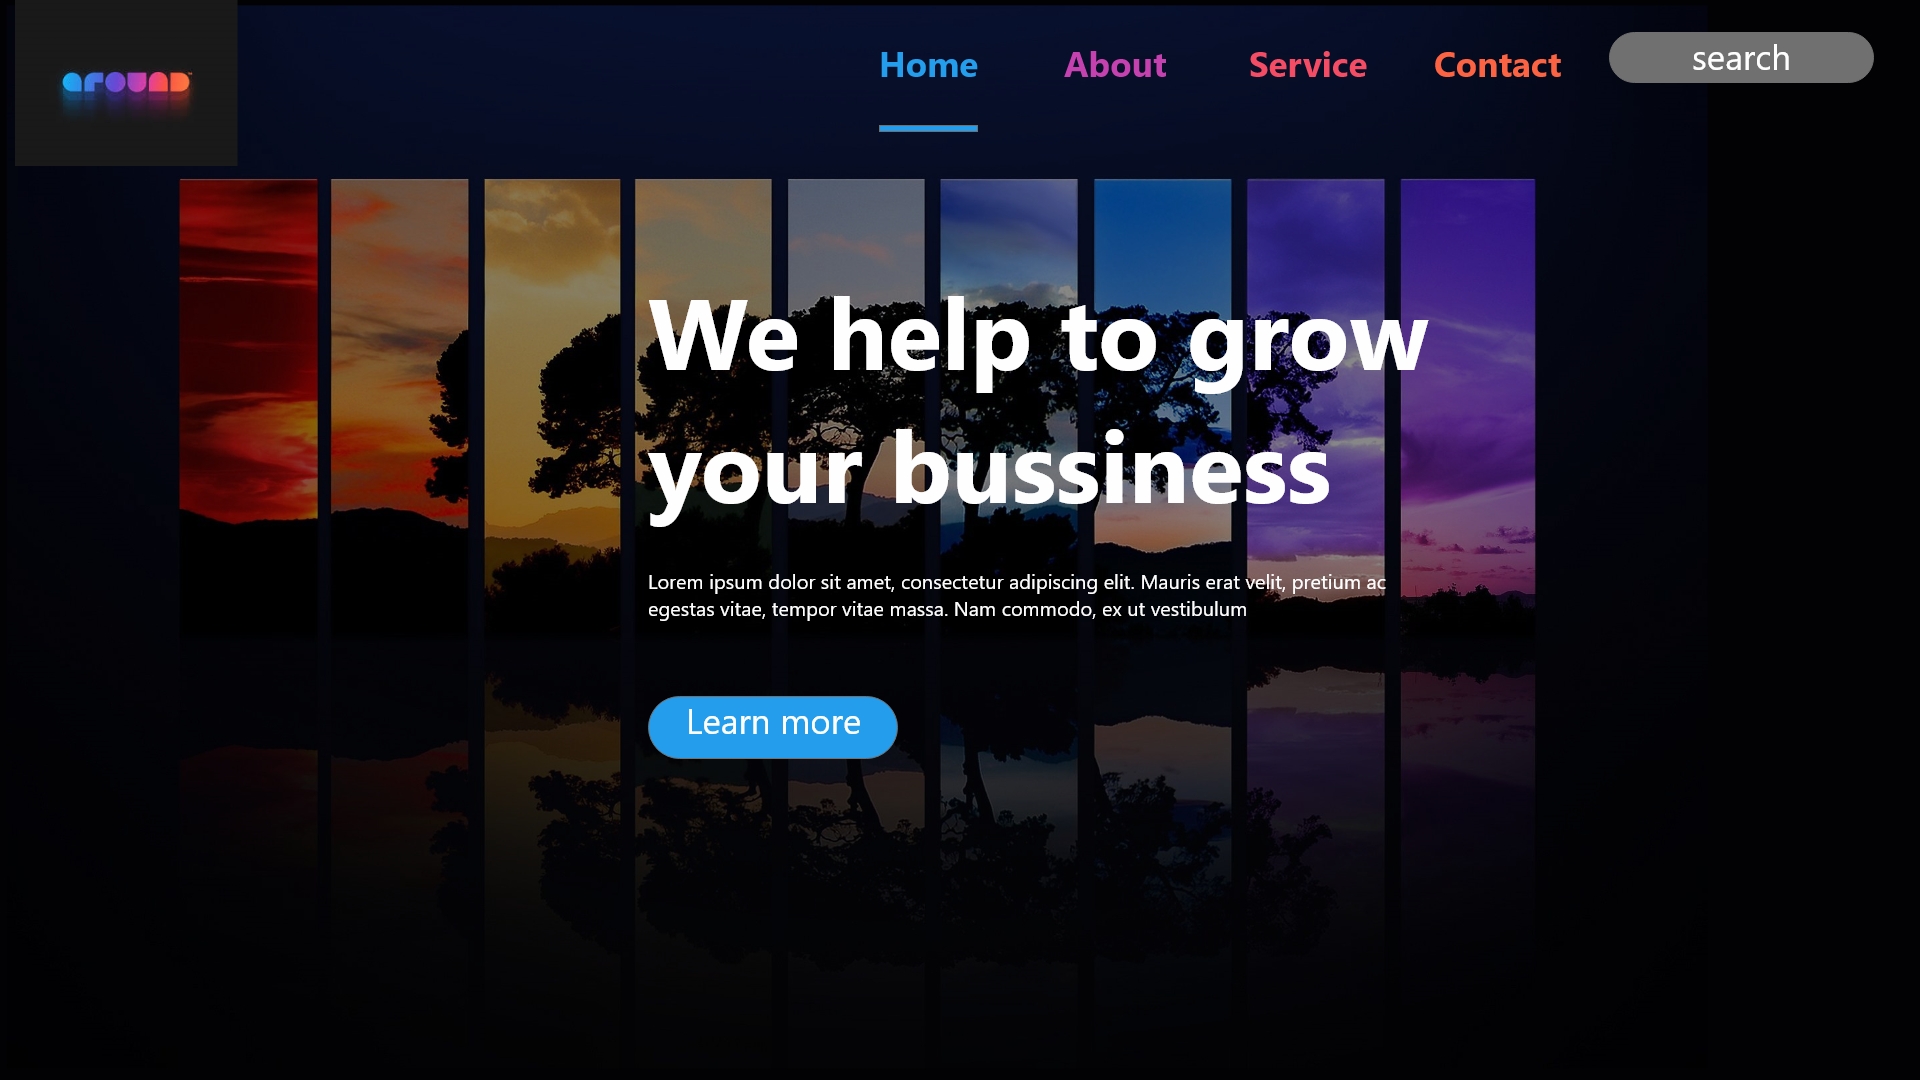 around™
Home About Service Contact search
We help to grow
your bussiness
Lorem ipsum dolor sit amet, consectetur adipiscing elit. Mauris erat velit, pretium ac
egestas vitae, tempor vitae massa. Nam commodo, ex ut vestibulum
Learn more